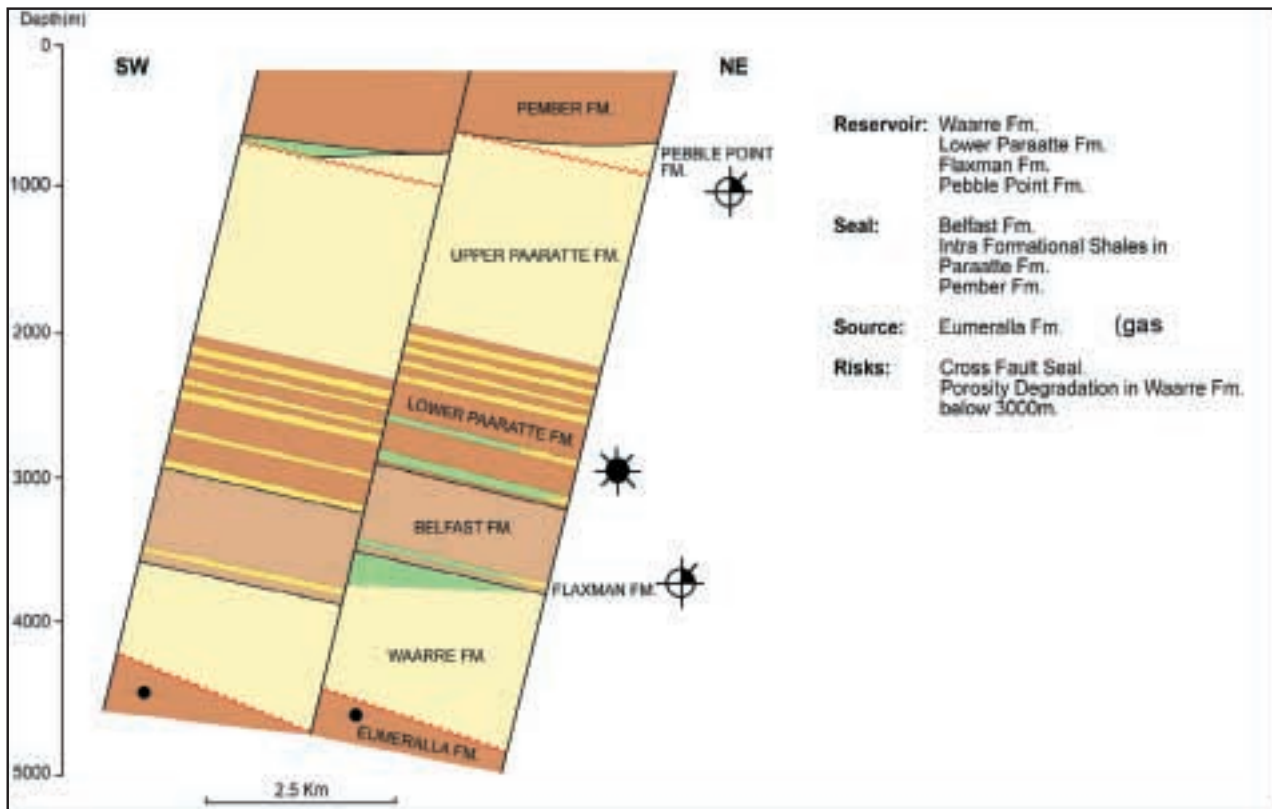 Depth(m)
0
SW
NE
PEMBER FM.
PEBBLE POINT
FM.
1000
UPPER PAARATTE FM.
2000
LOWER PAARATTE FM.
3000
BELFAST FM.
FLAXMAN FM.
4000
WAARRE FM.
EUMERALLA FM.
5000
2.5 Km
Reservoir: Waarre Fm.
Lower Paraatte Fm.
Flaxman Fm.
Pebble Point Fm.
Seal: Belfast Fm.
Intra Formational Shales in
Paraatte Fm.
Pember Fm.
Source: Eumeralla Fm. (gas
Risks: Cross Fault Seal.
Porosity Degradation in Waarre Fm.
below 3000m.